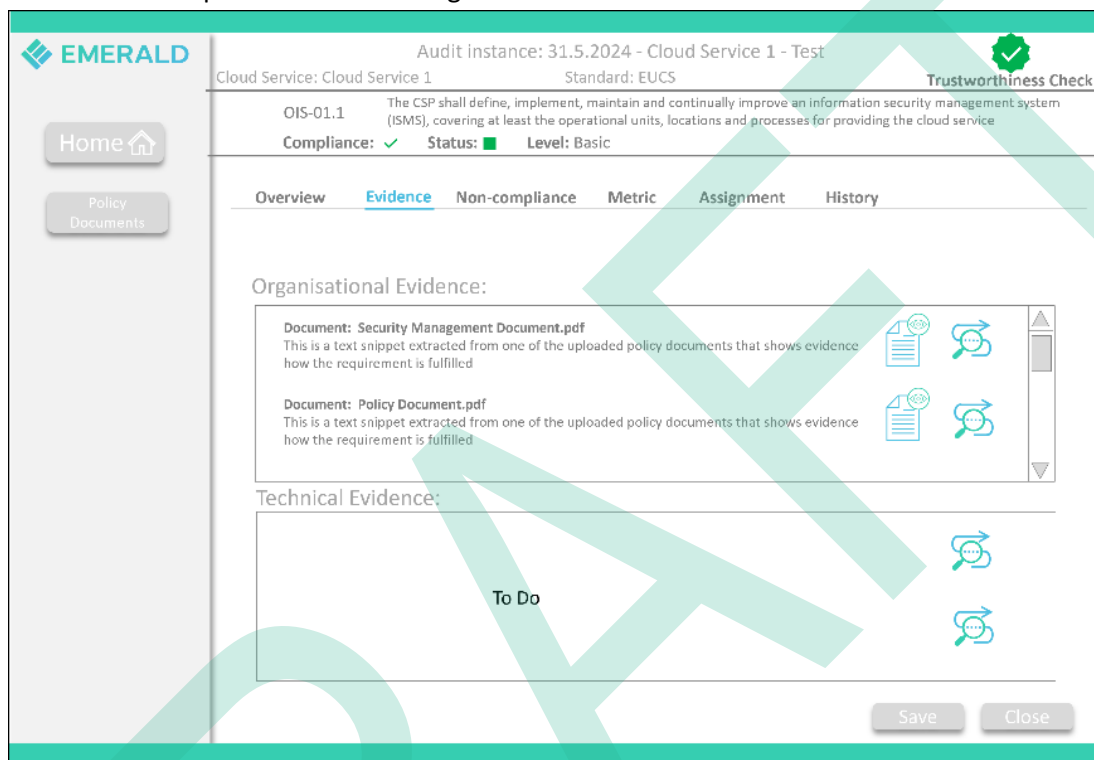 EMERALD
Audit instance: 31.5.2024 - Cloud Service 1 - Test
Cloud Service: Cloud Service 1
Standard: EUCS
Trustworthiness Check
OIS-01.1
The CSP shall define, implement, maintain and continually improve an information security management system
(ISMS), covering at least the operational units, locations and processes for providing the cloud service
Compliance: ✓ Status: Level: Basic
Home
Policy
Documents
Overview Evidence Non-compliance Metric Assignment History
Organisational Evidence:
Document: Security Management Document.pdf
This is a text snippet extracted from one of the uploaded policy documents that shows evidence
how the requirement is fulfilled
Document: Policy Document.pdf
This is a text snippet extracted from one of the uploaded policy documents that shows evidence
how the requirement is fulfilled
Technical Evidence:
To Do
Save Close